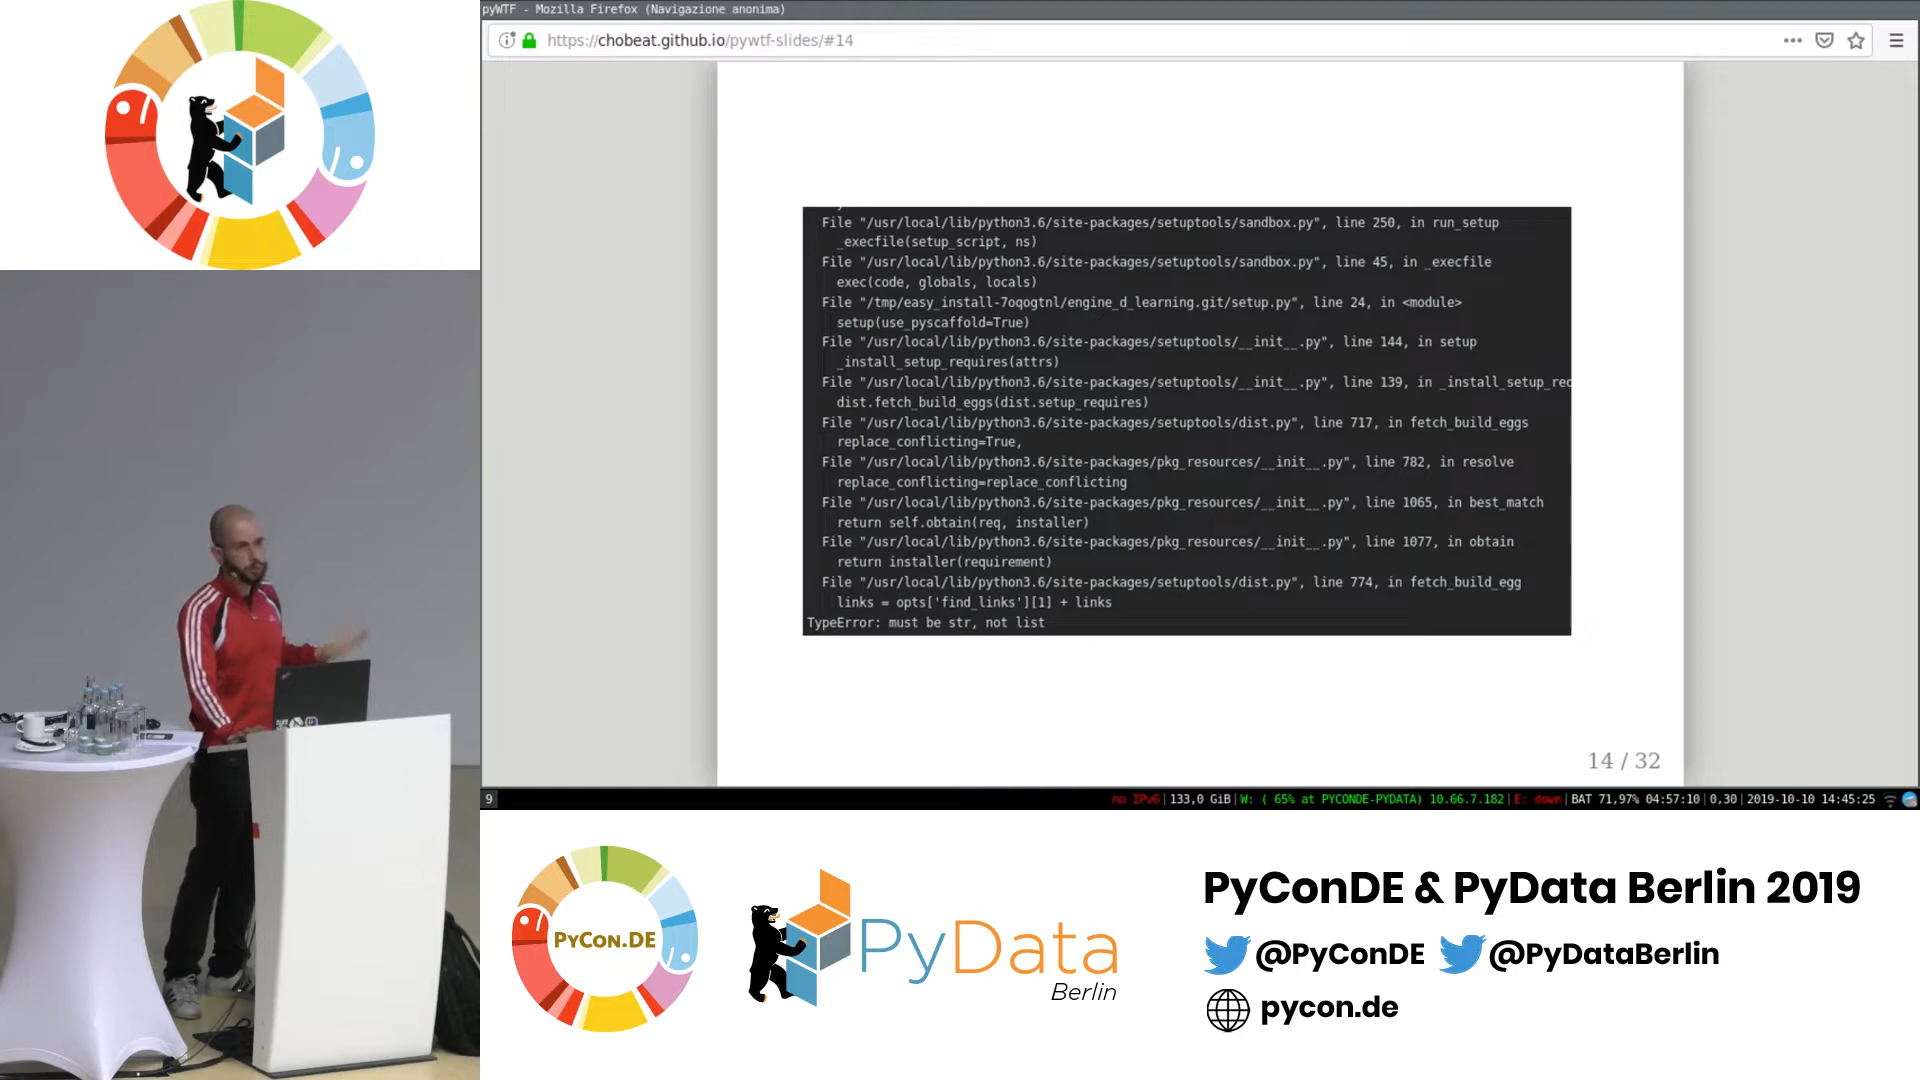 pyWTF - Mozilla Firefox (Navigazione anonima)
https://chobeat.github.io/pywtf-slides/#14
File "/usr/local/lib/python3.6/site-packages/setuptools/sandbox.py", line 250, in run_setup
_execfile(setup_script, ns)
File "/usr/local/lib/python3.6/site-packages/setuptools/sandbox.py", line 45, in _execfile
exec(code, globals, locals)
File "/tmp/easy_install-7oqogtnl/engine_d_learning.git/setup.py", line 24, in <module>
setup(use_pyscaffold=True)
File "/usr/local/lib/python3.6/site-packages/setuptools/__init__.py", line 144, in setup
_install_setup_requires(attrs)
File "/usr/local/lib/python3.6/site-packages/setuptools/__init__.py", line 139, in _install_setup_req
dist.fetch_build_eggs(dist.setup_requires)
File "/usr/local/lib/python3.6/site-packages/setuptools/dist.py", line 717, in fetch_build_eggs
replace_conflicting=True,
File "/usr/local/lib/python3.6/site-packages/pkg_resources/__init__.py", line 782, in resolve
replace_conflicting=replace_conflicting
File "/usr/local/lib/python3.6/site-packages/pkg_resources/__init__.py", line 1065, in best_match
return self.obtain(req, installer)
File "/usr/local/lib/python3.6/site-packages/pkg_resources/__init__.py", line 1077, in obtain
return installer(requirement)
File "/usr/local/lib/python3.6/site-packages/setuptools/dist.py", line 774, in fetch_build_egg
links = opts['find_links'][1] + links
TypeError: must be str, not list
14 / 32
9
no IPv6|133,0 GiB|W: ( 65% at PYCONDE-PYDATA) 10.66.7.182|E: down|BAT 71,97% 04:57:10|0,30|2019-10-10 14:45:25
PyCon.DE
PyData
Berlin
PyConDE & PyData Berlin 2019
@PyConDE @PyDataBerlin
pycon.de